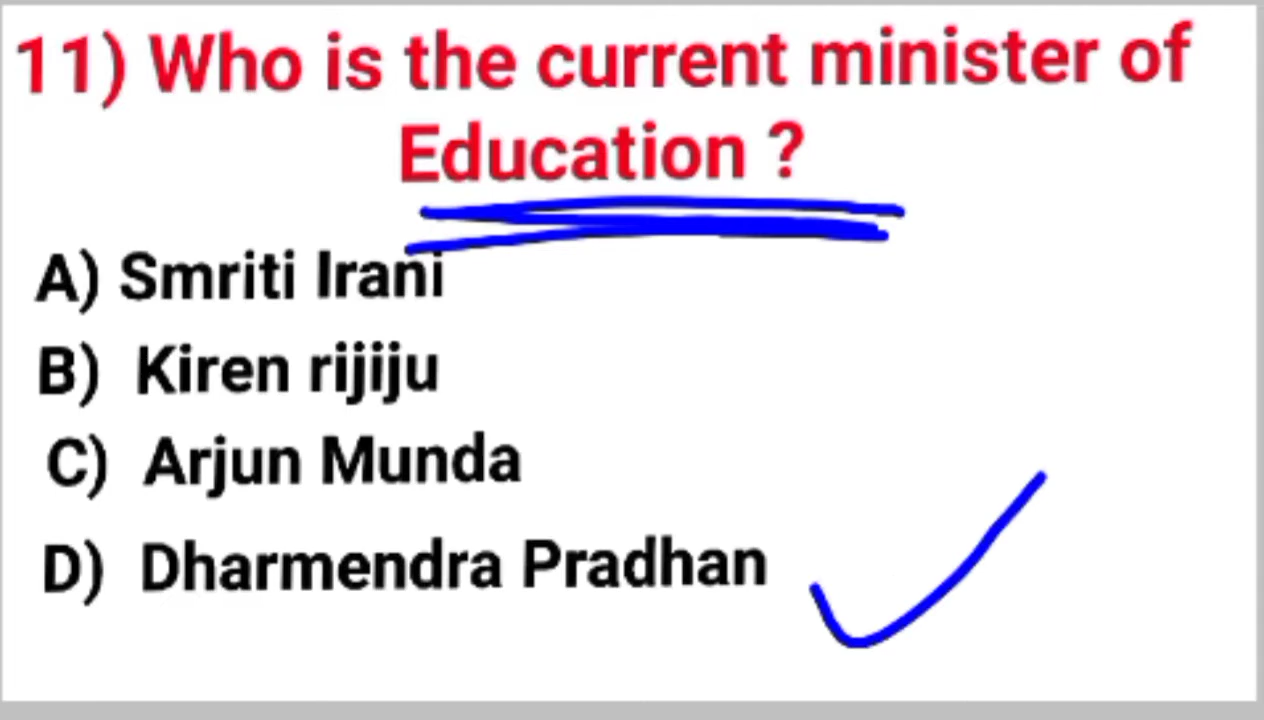 11) Who is the current minister of
Education ?
A) Smriti Irani
B) Kiren rijiju
C) Arjun Munda
D) Dharmendra Pradhan